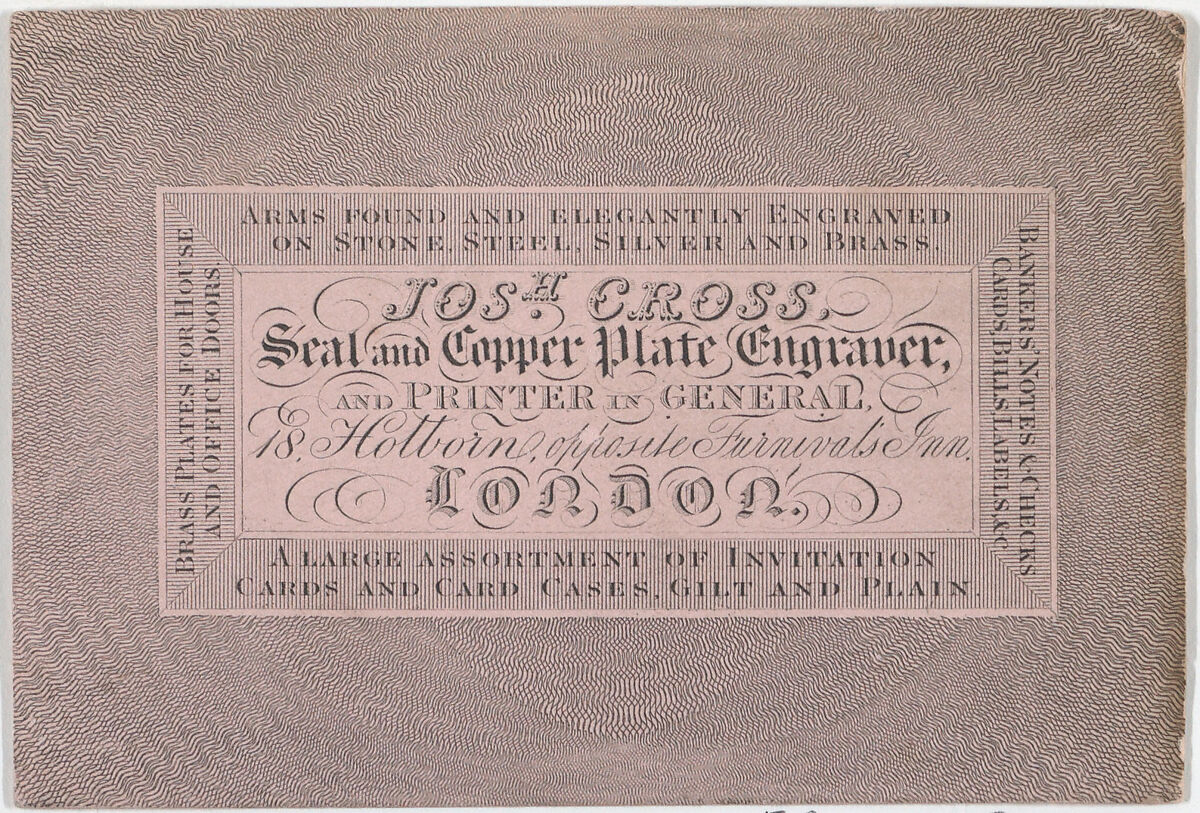 ARMS FOUND AND ELEGANTLY ENGRAVED
ON STONE, STEEL, SILVER AND BRASS.
BRASS PLATES FOR HOUSE
AND OFFICE DOORS
JOS.H CROSS,
Seal and Copper Plate Engraver,
AND PRINTER IN GENERAL,
18, Holborn, opposite Furnival's Inn,
LONDON.
BANKERS' NOTES & CHECKS
CARDS, BILLS, LABELS, &c
A LARGE ASSORTMENT OF INVITATION
CARDS AND CARD CASES, GILT AND PLAIN.